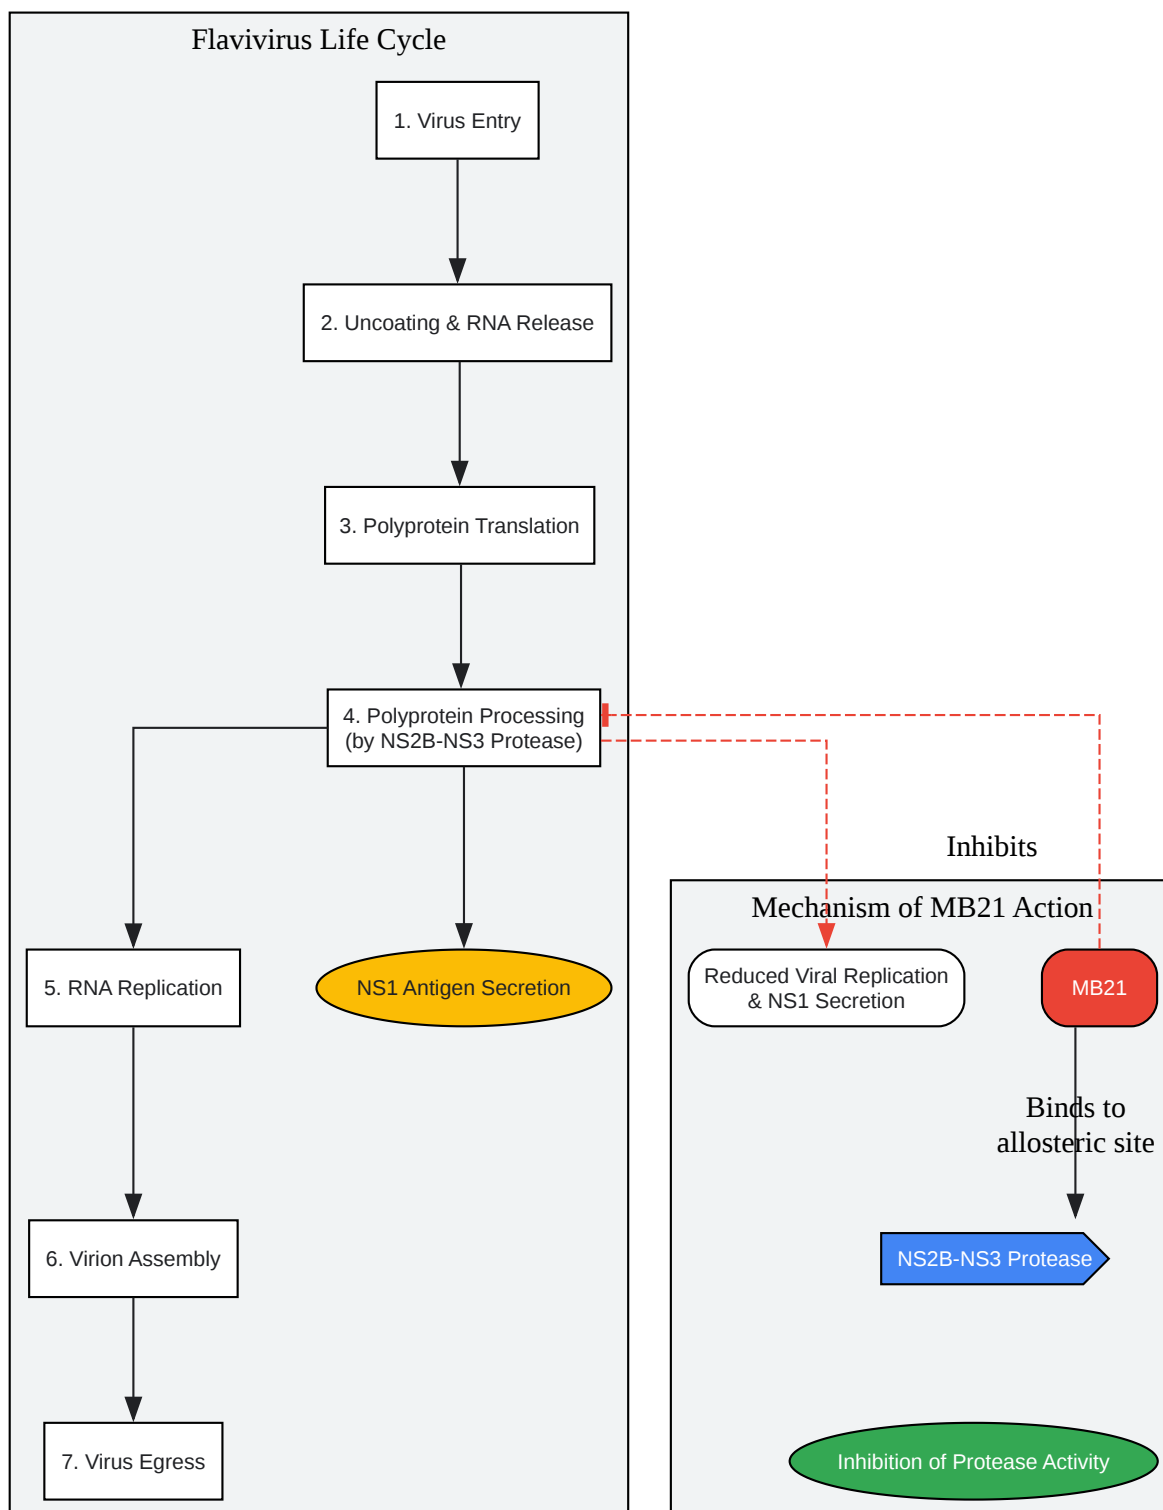 Flavivirus Life Cycle
1. Virus Entry
2. Uncoating & RNA Release
3. Polyprotein Translation
4. Polyprotein Processing
(by NS2B-NS3 Protease)
5. RNA Replication
NS1 Antigen Secretion
6. Virion Assembly
7. Virus Egress
Inhibits
Mechanism of MB21 Action
Reduced Viral Replication
& NS1 Secretion
MB21
Binds to
allosteric site
NS2B-NS3 Protease
Inhibition of Protease Activity